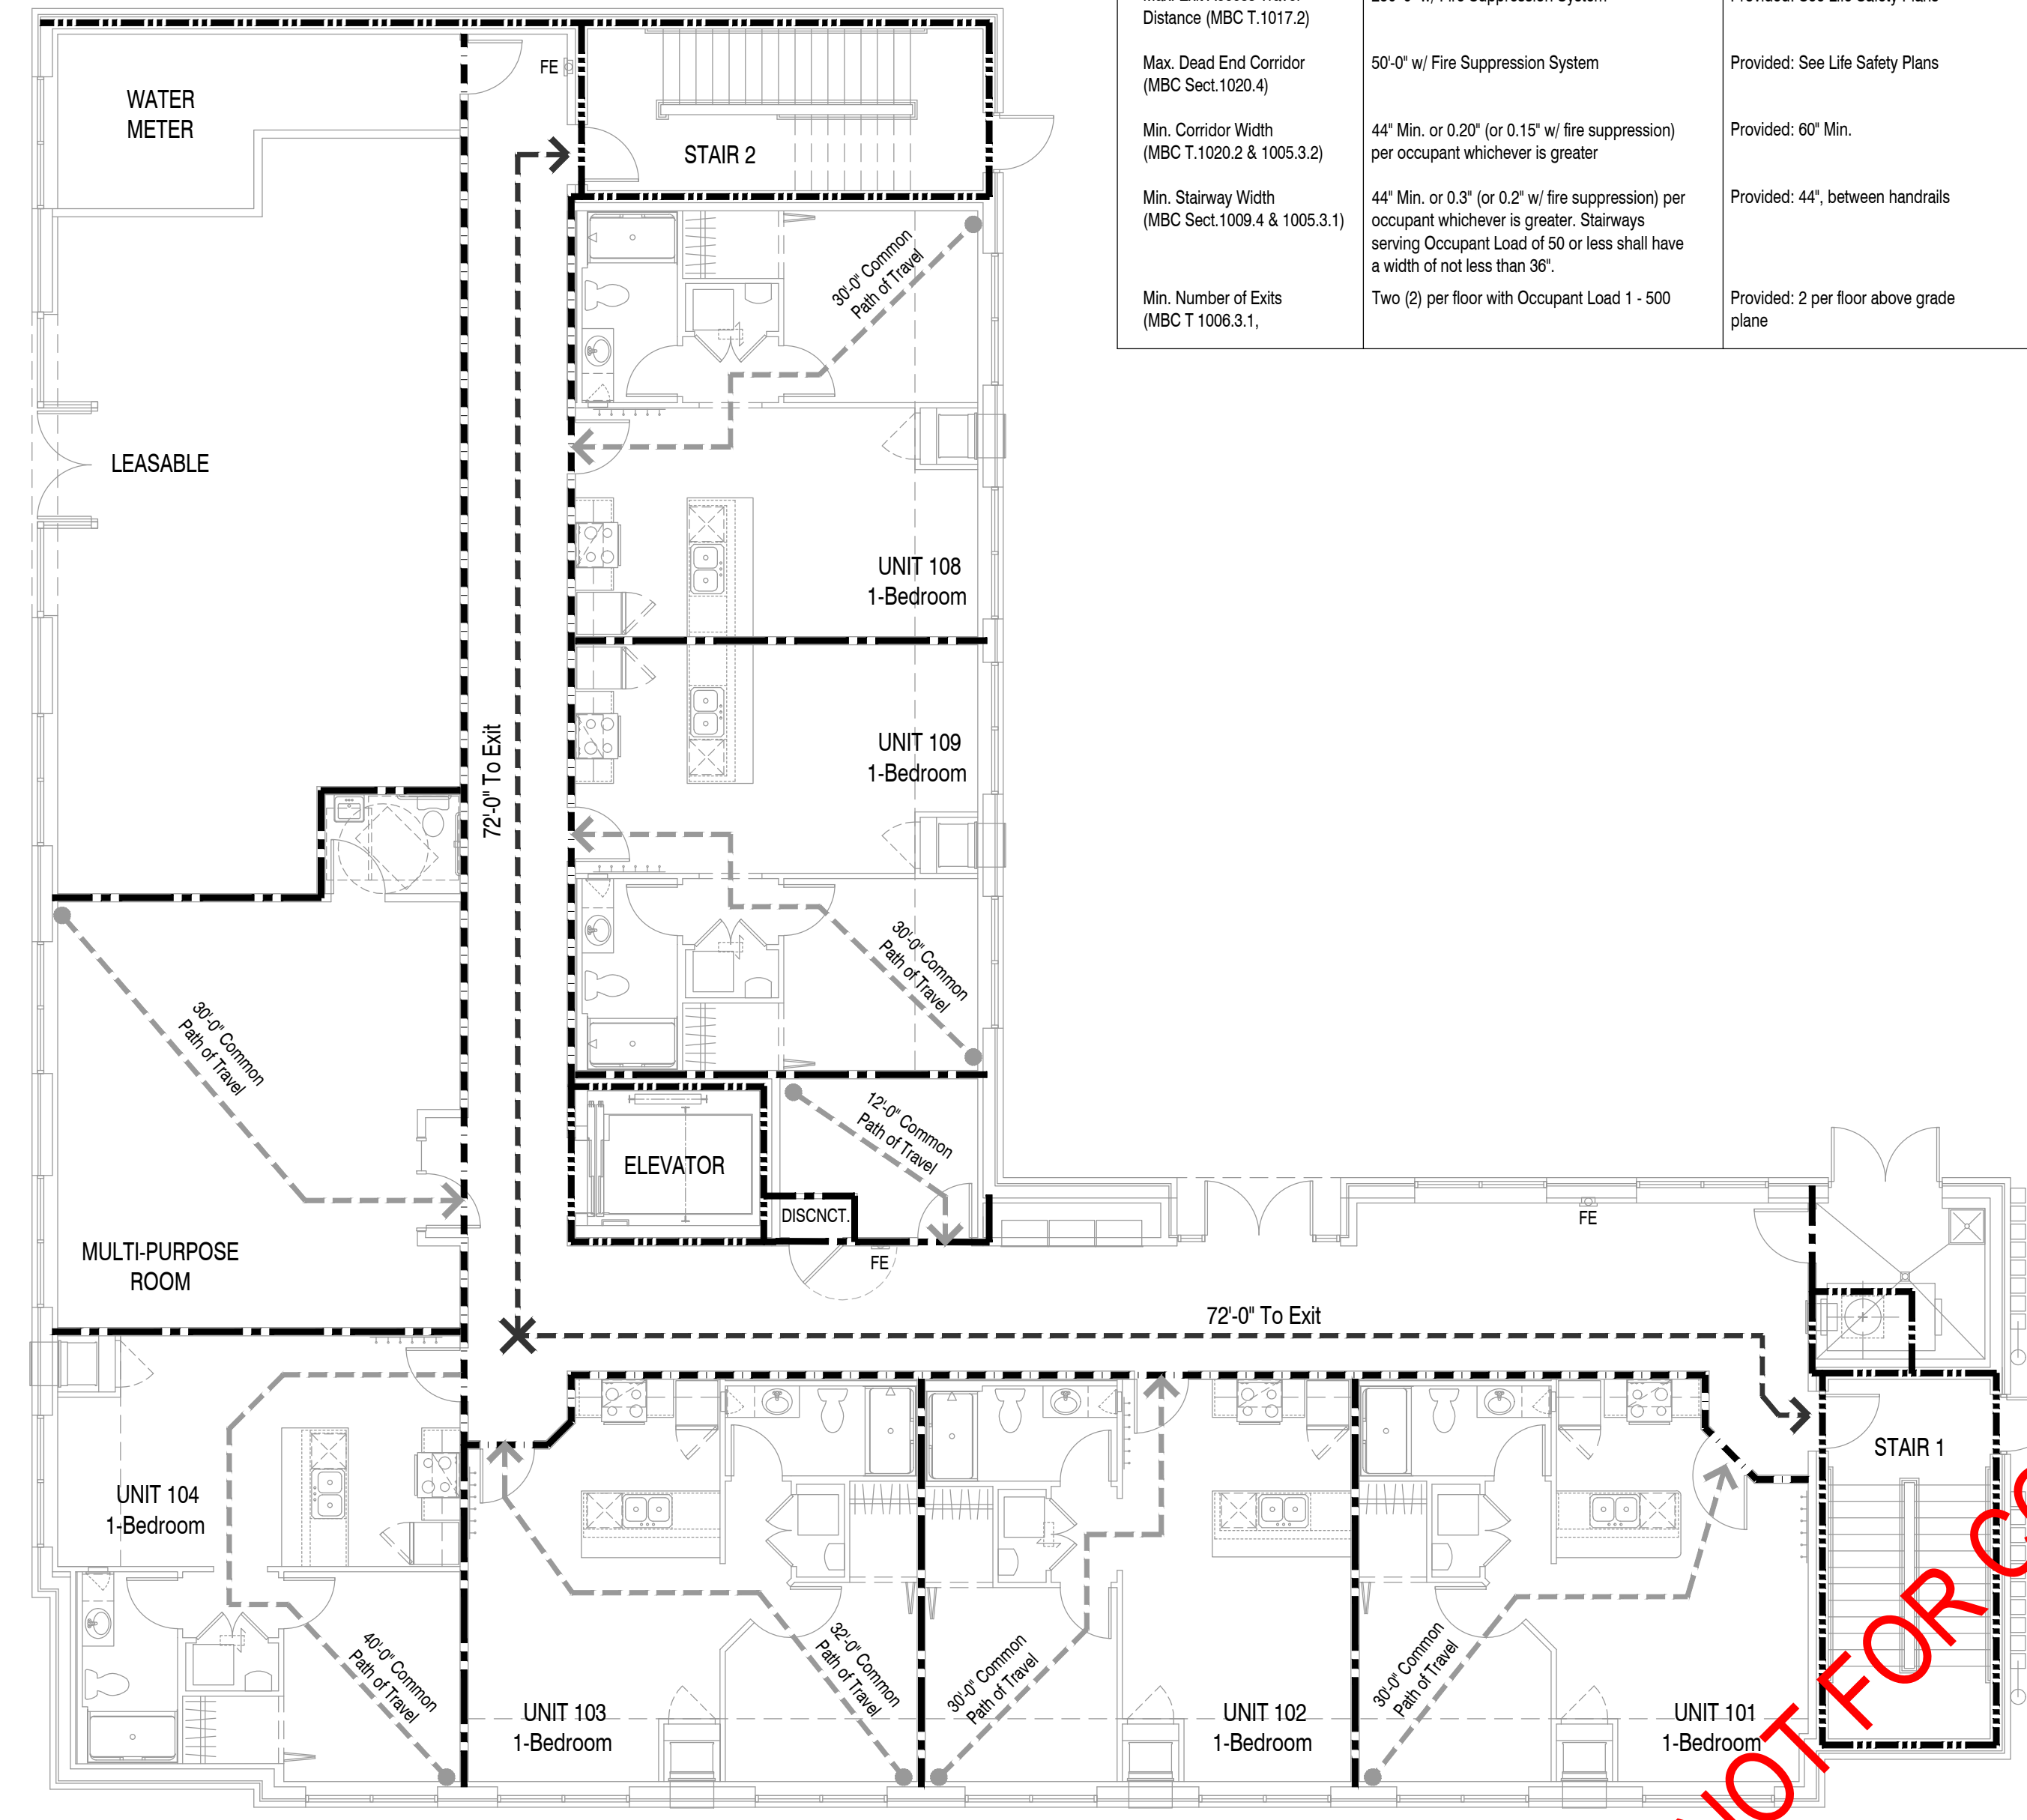 Distance (MBC T.1017.2)
Max. Dead End Corridor
(MBC Sect.1020.4)
50'-0" w/ Fire Suppression System
Provided: See Life Safety Plans
Min. Corridor Width
(MBC T.1020.2 & 1005.3.2)
44" Min. or 0.20" (or 0.15" w/ fire suppression)
per occupant whichever is greater
Provided: 60" Min.
Min. Stairway Width
(MBC Sect.1009.4 & 1005.3.1)
44" Min. or 0.3" (or 0.2" w/ fire suppression) per
occupant whichever is greater. Stairways
serving Occupant Load of 50 or less shall have
a width of not less than 36".
Provided: 44", between handrails
Min. Number of Exits
(MBC T 1006.3.1,
Two (2) per floor with Occupant Load 1 - 500
Provided: 2 per floor above grade
plane
WATER
METER
FE
STAIR 2
30'-0" Common
Path of Travel
LEASABLE
UNIT 108
1-Bedroom
72'-0" To Exit
UNIT 109
1-Bedroom
30'-0" Common
Path of Travel
30'-0" Common
Path of Travel
12'-0" Common
Path of Travel
ELEVATOR
DISCNCT.
FE
FE
MULTI-PURPOSE
ROOM
72'-0" To Exit
STAIR 1
UNIT 104
1-Bedroom
40'-0" Common
Path of Travel
UNIT 103
1-Bedroom
32'-0" Common
Path of Travel
30'-0" Common
Path of Travel
UNIT 102
1-Bedroom
30'-0" Common
Path of Travel
UNIT 101
1-Bedroom
NOT FOR CO